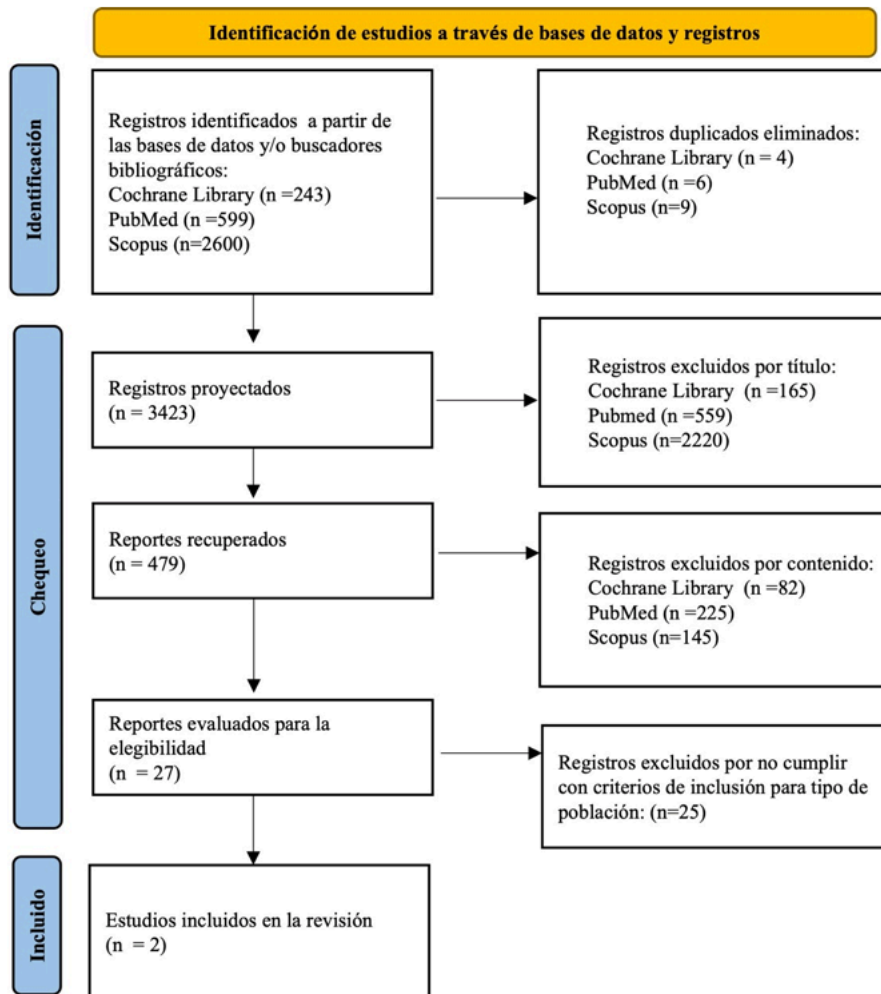 Identificación de estudios a través de bases de datos y registros
Identificación
Registros identificados a partir de
las bases de datos y/o buscadores
bibliográficos:
Cochrane Library (n =243)
PubMed (n =599)
Scopus (n=2600)
Registros duplicados eliminados:
Cochrane Library (n = 4)
PubMed (n =6)
Scopus (n=9)
Chequeo
Registros proyectados
(n = 3423)
Registros excluidos por título:
Cochrane Library (n =165)
Pubmed (n =559)
Scopus (n=2220)
Reportes recuperados
(n = 479)
Registros excluidos por contenido:
Cochrane Library (n =82)
PubMed (n =225)
Scopus (n=145)
Reportes evaluados para la
elegibilidad
(n = 27)
Registros excluidos por no cumplir
con criterios de inclusión para tipo de
población: (n=25)
Incluido
Estudios incluidos en la revisión
(n = 2)